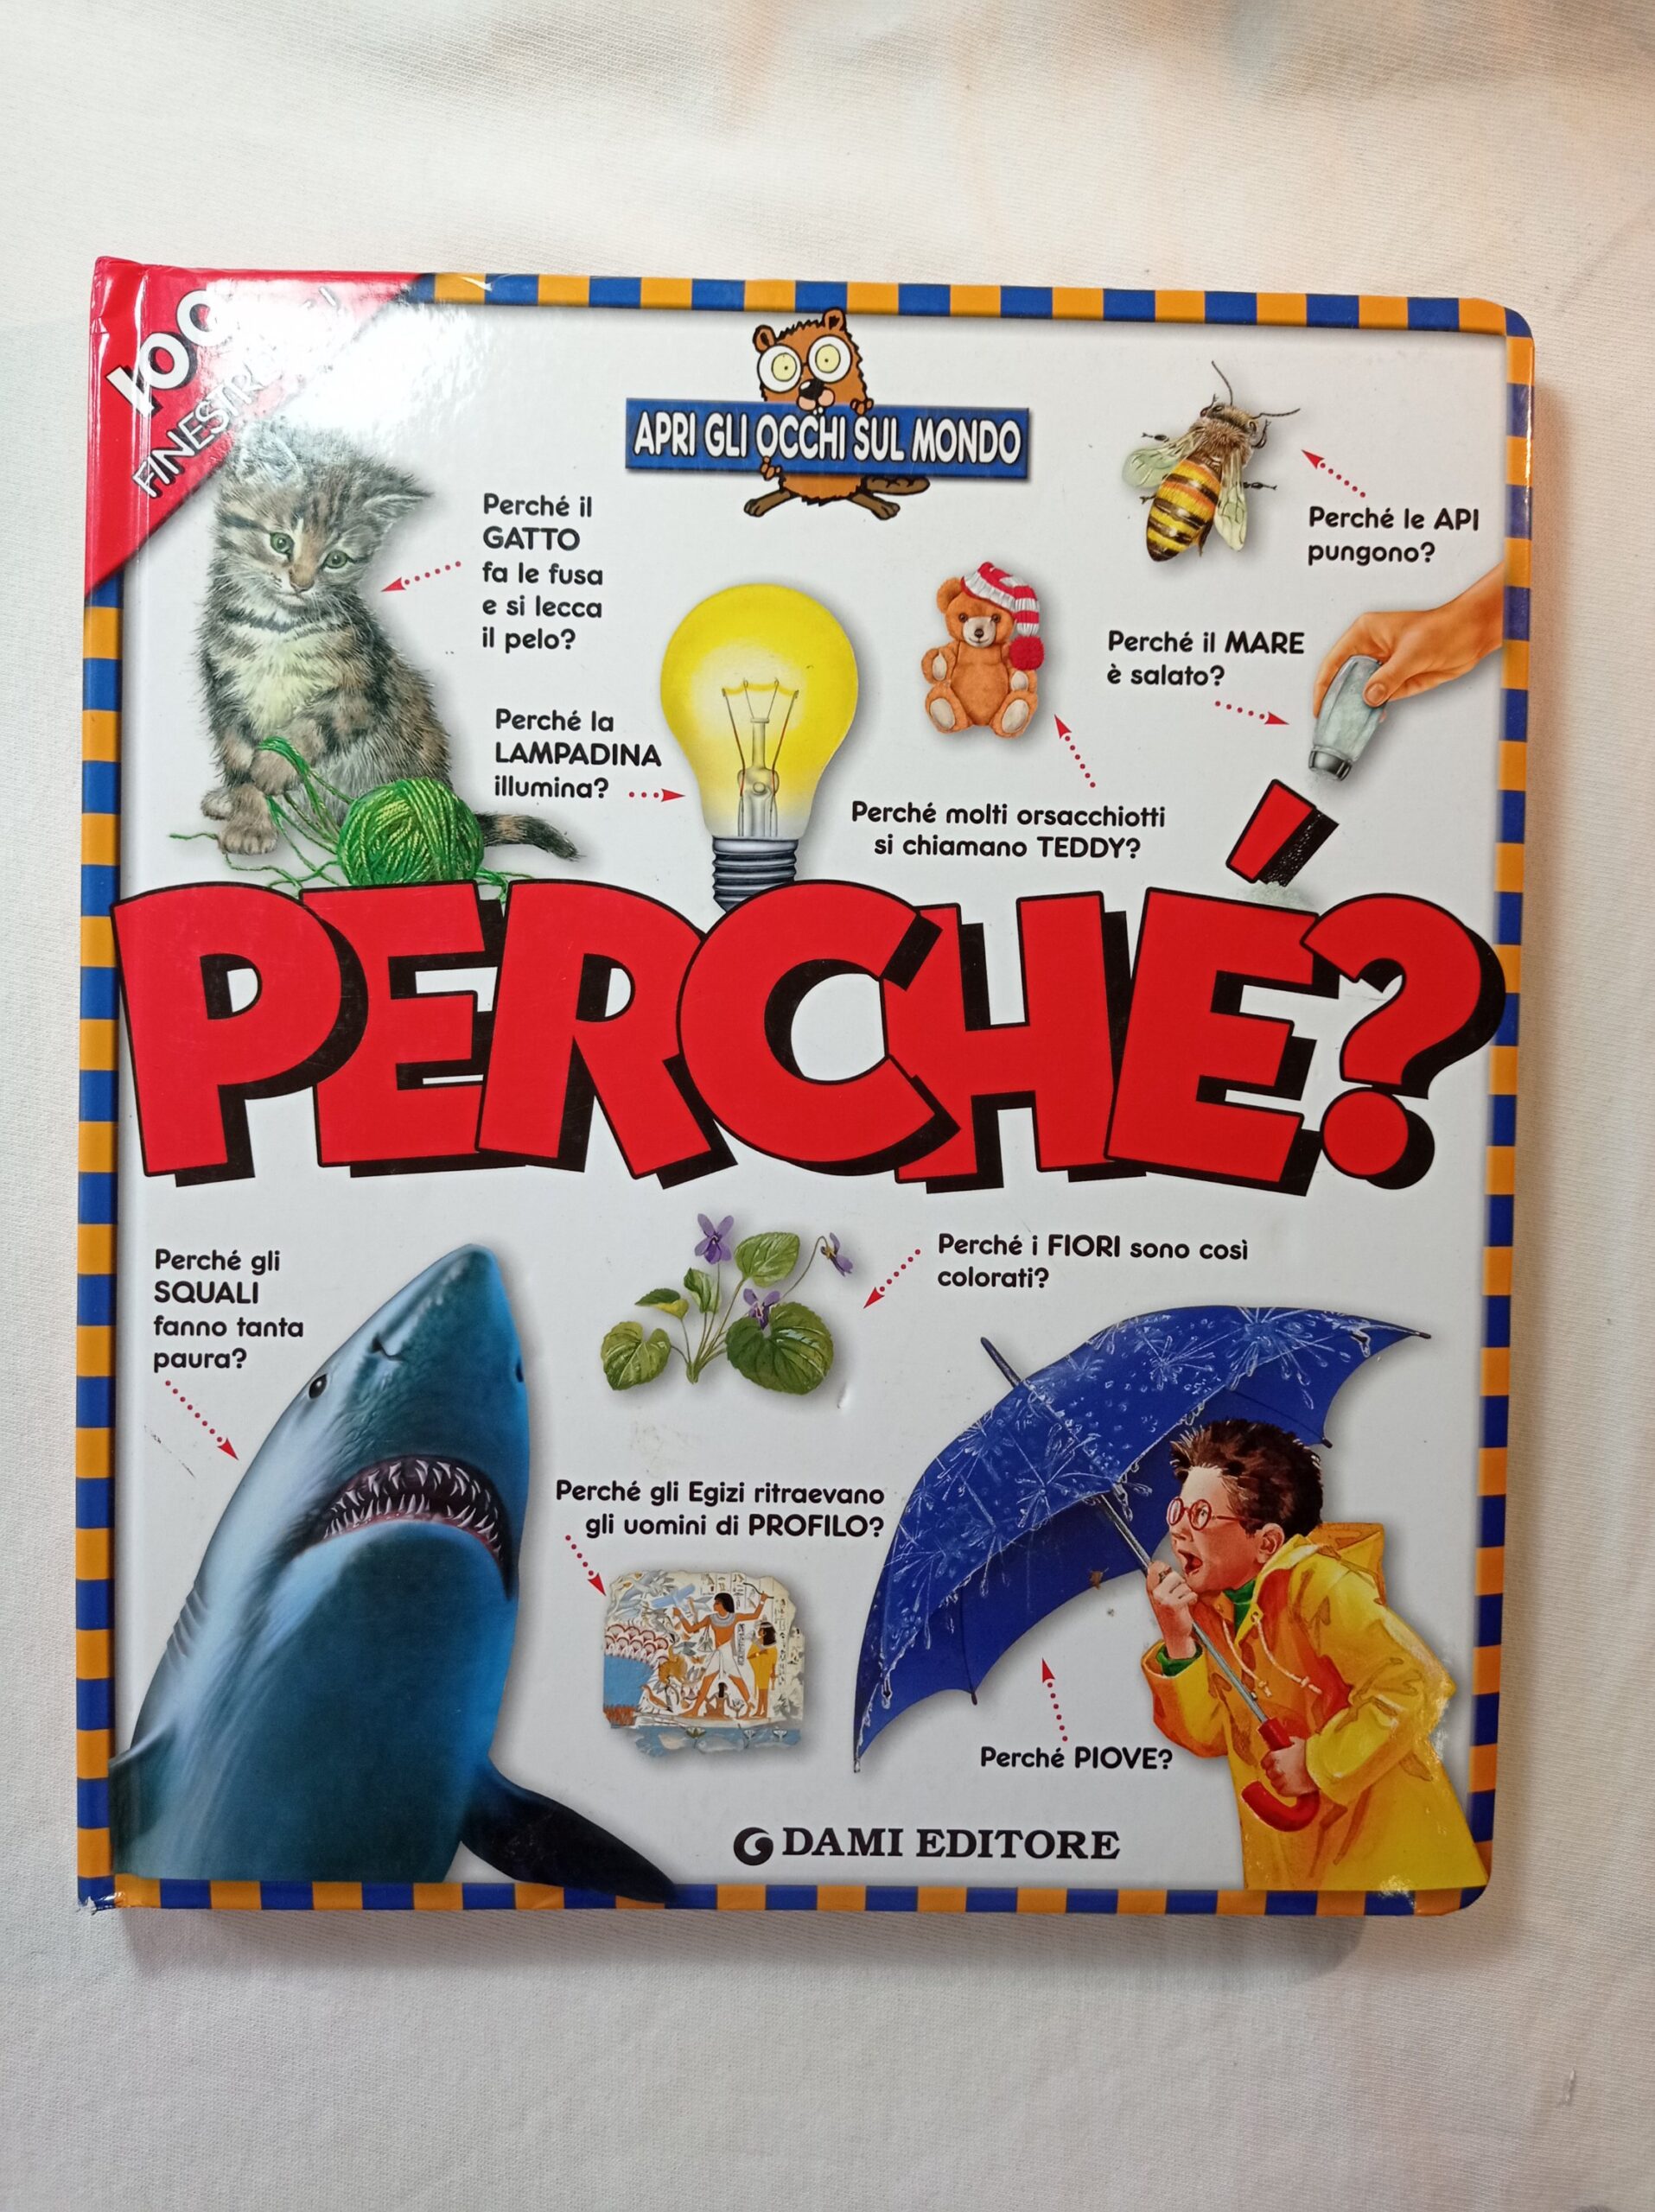 100
APRI GLI OCCHI SUL MONDO
Perché il
GATTO
fa le fusa
e si lecca
il pelo?
Perché le API
pungono?
Perché il MARE
è salato?
Perché la
LAMPADINA
illumina?
Perché molti orsacchiotti
si chiamano TEDDY?
PERCHÉ?
Perché gli
SQUALI
fanno tanta
paura?
Perché i FIORI sono così
colorati?
Perché gli Egizi ritraevano
gli uomini di PROFILO?
Perché PIOVE?
DAMI EDITORE